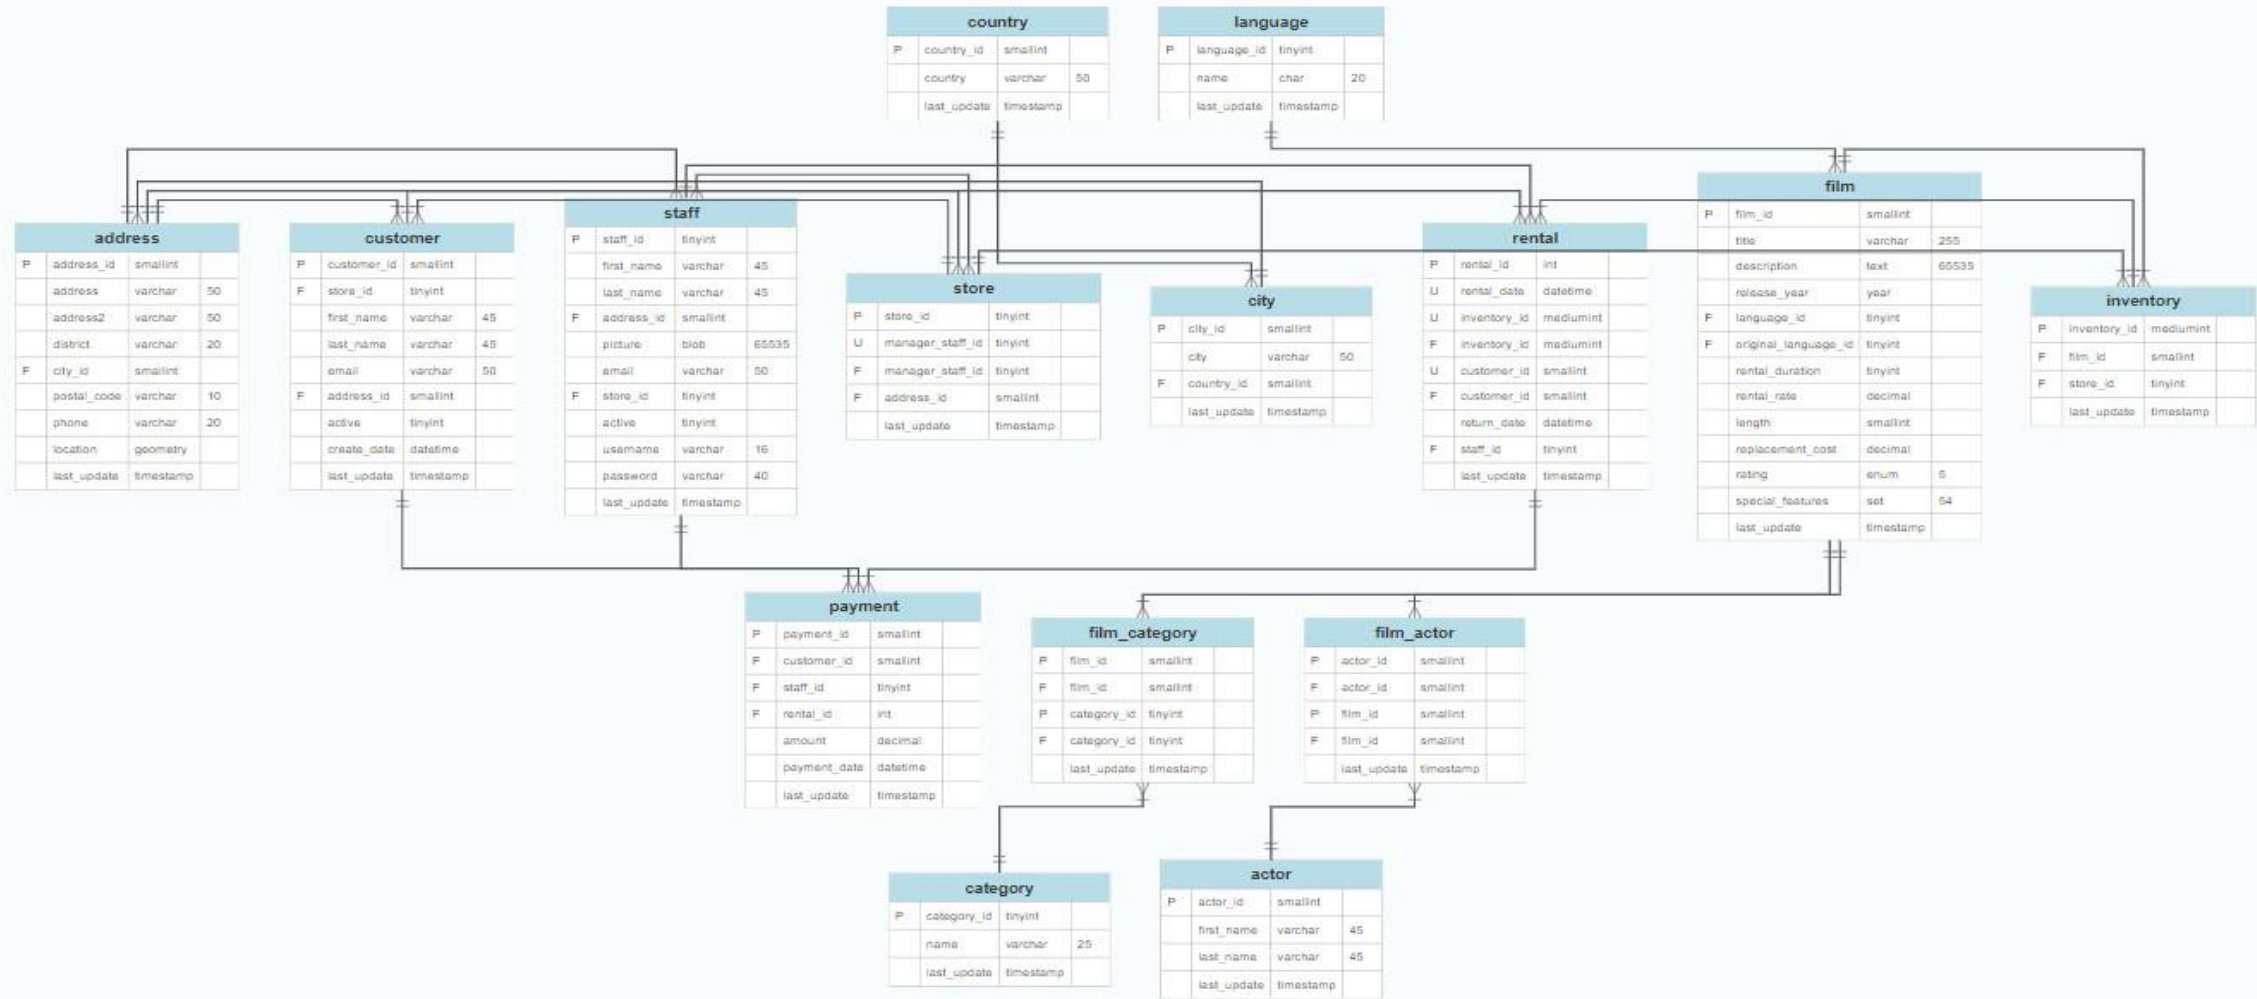 country
P country_id smallint
country varchar 50
last_update timestamp
language
P language_id tinyint
name char 20
last_update timestamp
address
P address_id smallint
address varchar 50
address2 varchar 50
district varchar 20
F city_id smallint
postal_code varchar 10
phone varchar 20
location geometry
last_update timestamp
customer
P customer_id smallint
F store_id tinyint
first_name varchar 45
last_name varchar 45
email varchar 50
F address_id smallint
active tinyint
create_date datetime
last_update timestamp
staff
P staff_id tinyint
first_name varchar 45
last_name varchar 45
F address_id smallint
picture blob 65535
email varchar 50
F store_id tinyint
active tinyint
username varchar 16
password varchar 40
last_update timestamp
store
P store_id tinyint
U manager_staff_id tinyint
F manager_staff_id tinyint
F address_id smallint
last_update timestamp
city
P city_id smallint
city varchar 50
F country_id smallint
last_update timestamp
rental
P rental_id int
U rental_date datetime
U inventory_id mediumint
F inventory_id mediumint
U customer_id smallint
F customer_id smallint
return_date datetime
F staff_id tinyint
last_update timestamp
film
P film_id smallint
title varchar 255
description text 65535
release_year year
F language_id tinyint
F original_language_id tinyint
rental_duration tinyint
rental_rate decimal
length smallint
replacement_cost decimal
rating enum 5
special_features set 54
last_update timestamp
inventory
P inventory_id mediumint
F film_id smallint
F store_id tinyint
last_update timestamp
payment
P payment_id smallint
F customer_id smallint
F staff_id tinyint
F rental_id int
amount decimal
payment_date datetime
last_update timestamp
film_category
P film_id smallint
F film_id smallint
P category_id tinyint
F category_id tinyint
last_update timestamp
film_actor
P actor_id smallint
F actor_id smallint
P film_id smallint
F film_id smallint
last_update timestamp
category
P category_id tinyint
name varchar 25
last_update timestamp
actor
P actor_id smallint
first_name varchar 45
last_name varchar 45
last_update timestamp